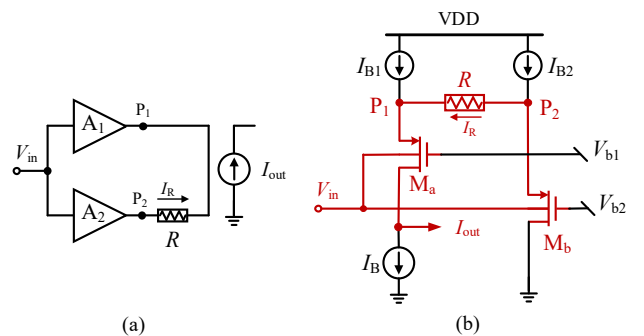 VDD
I_B1
I_B2
R
P_1
P_2
I_R
V_in
M_a
V_b1
I_out
M_b
V_b2
I_B
(b)
A_1
P_1
V_in
A_2
P_2
I_R
R
I_out
(a)